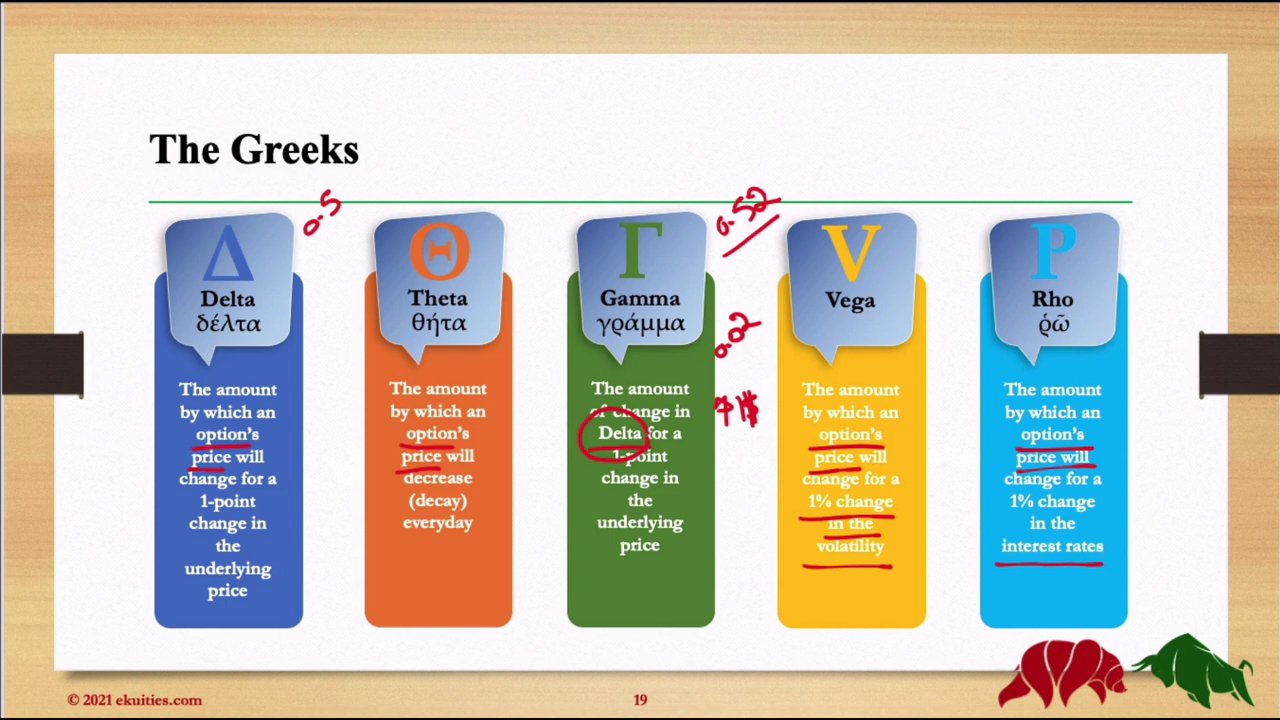 The Greeks
0.5
0.52
Δ
Delta
δέλτα
The amount
by which an
option's
price will
change for a
1-point
change in
the
underlying
price
Θ
Theta
θήτα
The amount
by which an
option's
price will
decrease
(decay)
everyday
Γ
Gamma
γράμμα
0.02
The amount
of change in
Delta for a
1-point
change in
the
underlying
price
V
Vega
The amount
by which an
option's
price will
change for a
1% change
in the
volatility
Ρ
Rho
ῥῶ
The amount
by which an
option's
price will
change for a
1% change
in the
interest rates
© 2021 ekuities.com
19